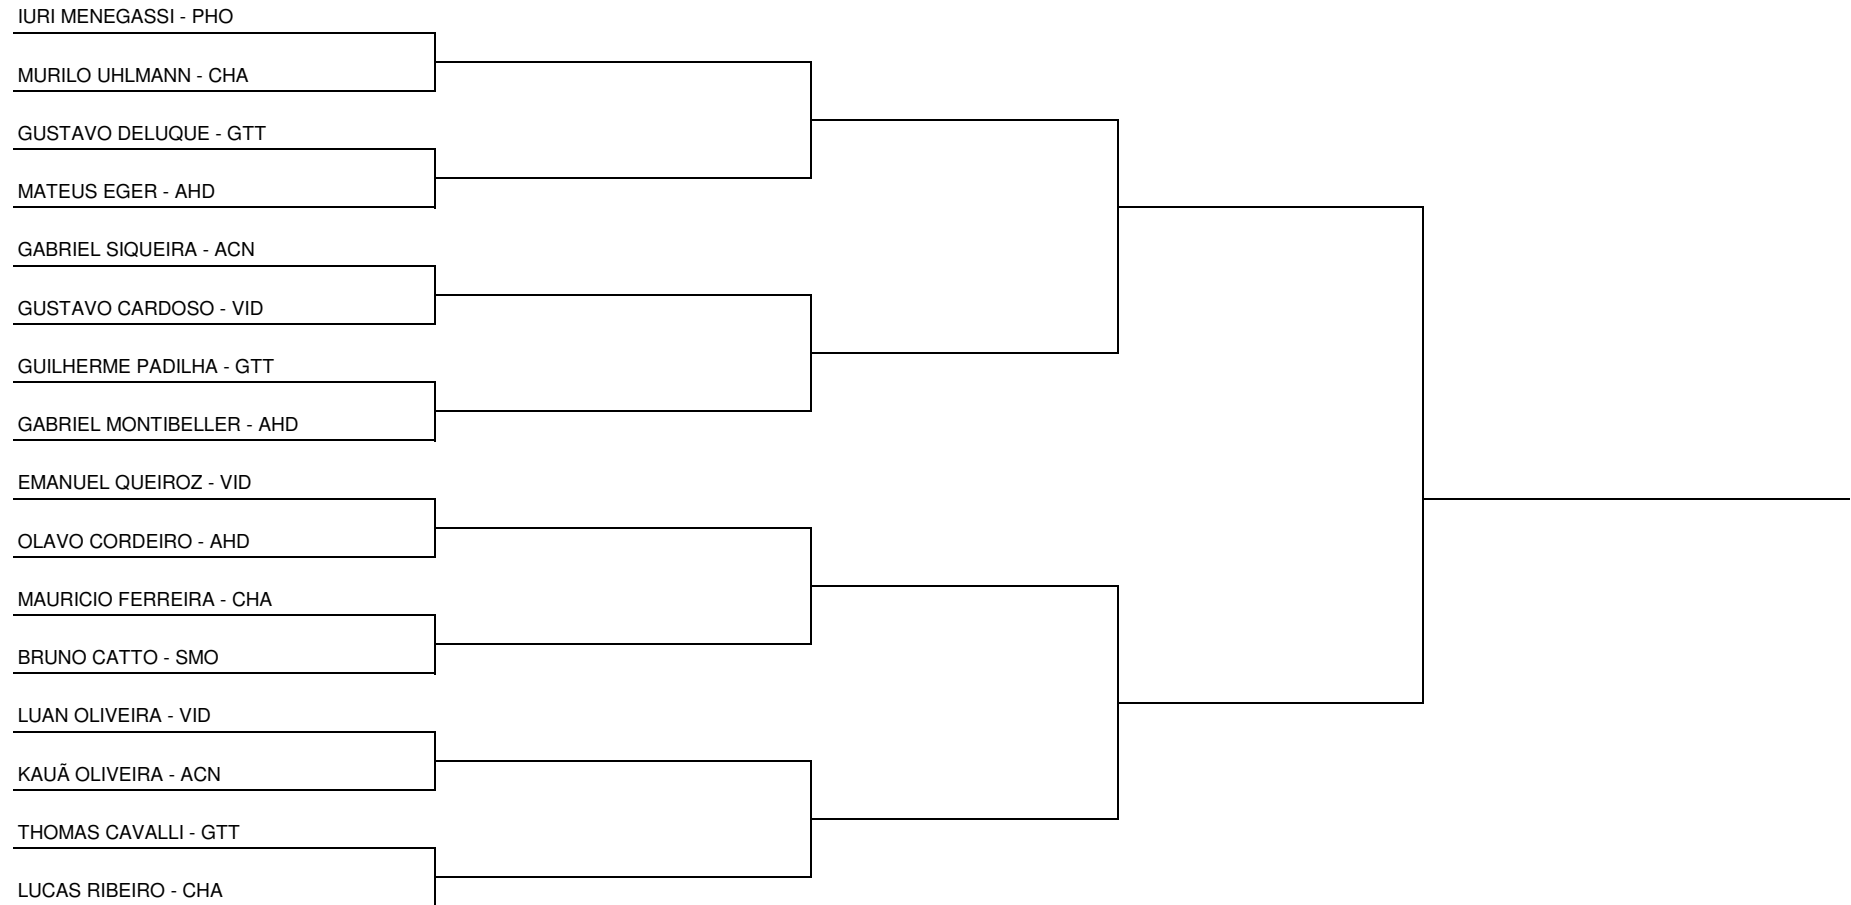 IURI MENEGASSI - PHO
MURILO UHLMANN - CHA
GUSTAVO DELUQUE - GTT
MATEUS EGER - AHD
GABRIEL SIQUEIRA - ACN
GUSTAVO CARDOSO - VID
GUILHERME PADILHA - GTT
GABRIEL MONTIBELLER - AHD
EMANUEL QUEIROZ - VID
OLAVO CORDEIRO - AHD
MAURICIO FERREIRA - CHA
BRUNO CATTO - SMO
LUAN OLIVEIRA - VID
KAUÃ OLIVEIRA - ACN
THOMAS CAVALLI - GTT
LUCAS RIBEIRO - CHA